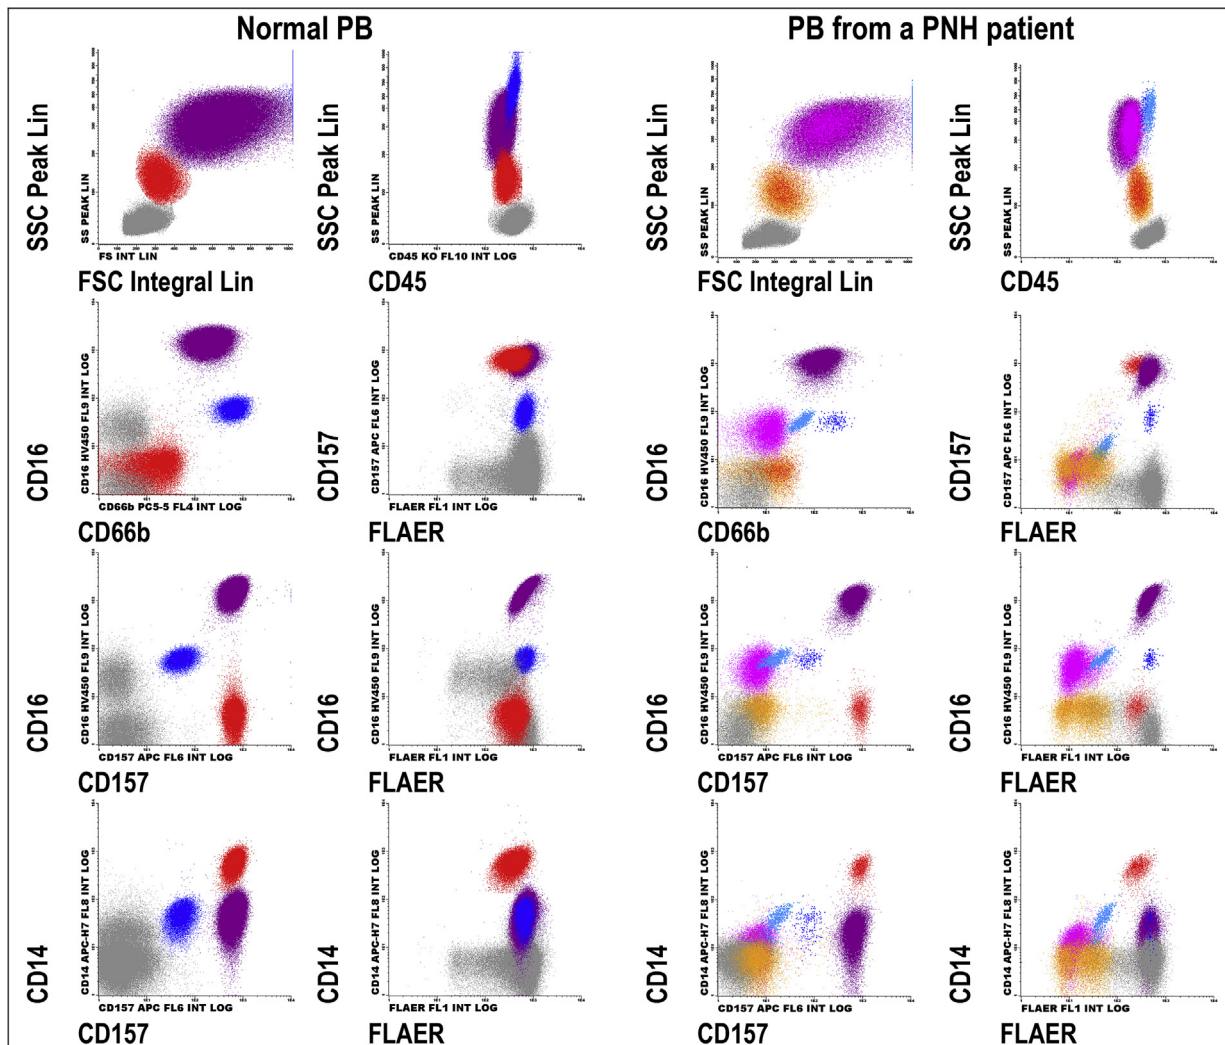 Normal PB
PB from a PNH patient
SSC Peak Lin
SS PEAK LIN
FS INT LIN
FSC Integral Lin
SSC Peak Lin
SS PEAK LIN
CD45 KO FL10 INT LOG
CD45
SSC Peak Lin
SS PEAK LIN
FSC Integral Lin
SSC Peak Lin
SS PEAK LIN
CD45
CD16
CD16 HV450 FL9 INT LOG
CD66b PC5-5 FL4 INT LOG
CD66b
CD157
CD157 APC FL6 INT LOG
FLAER FL1 INT LOG
FLAER
CD16
CD16 HV450 FL9 INT LOG
CD66b
CD157
CD157 APC FL6 INT LOG
FLAER
CD16
CD16 HV450 FL9 INT LOG
CD157 APC FL6 INT LOG
CD157
CD16
CD16 HV450 FL9 INT LOG
FLAER FL1 INT LOG
FLAER
CD16
CD16 HV450 FL9 INT LOG
CD157 APC FL6 INT LOG
CD157
CD16
CD16 HV450 FL9 INT LOG
FLAER FL1 INT LOG
FLAER
CD14
CD14 APC-H7 FL8 INT LOG
CD157 APC FL6 INT LOG
CD157
CD14
CD14 APC-H7 FL8 INT LOG
FLAER FL1 INT LOG
FLAER
CD14
CD14 APC-H7 FL8 INT LOG
CD157 APC FL6 INT LOG
CD157
CD14
CD14 APC-H7 FL8 INT LOG
FLAER FL1 INT LOG
FLAER